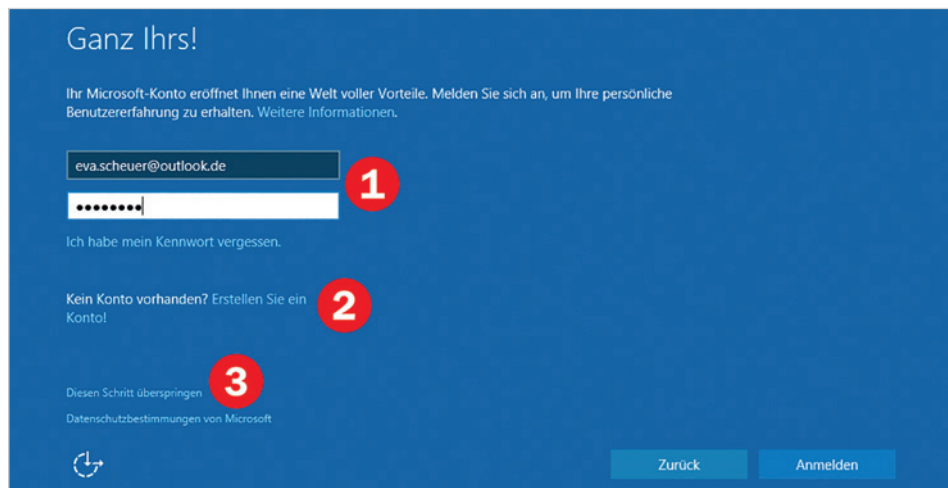 Ganz Ihrs!
Ihr Microsoft-Konto eröffnet Ihnen eine Welt voller Vorteile. Melden Sie sich an, um Ihre persönliche
Benutzererfahrung zu erhalten. Weitere Informationen.
eva.scheuer@outlook.de
1
••••••••
Ich habe mein Kennwort vergessen.
Kein Konto vorhanden? Erstellen Sie ein
Konto!
2
3
Diesen Schritt überspringen
Datenschutzbestimmungen von Microsoft
Zurück
Anmelden